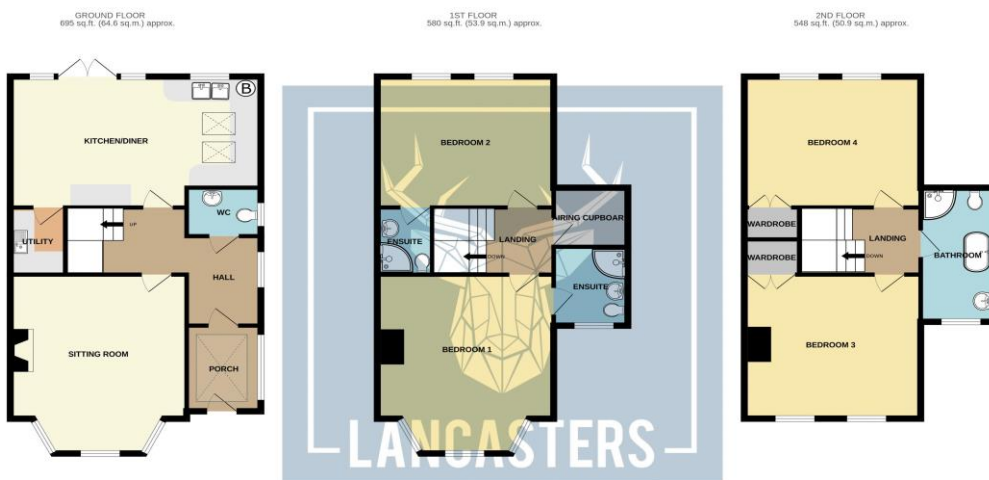 GROUND FLOOR
695 sq.ft. (64.6 sq.m.) approx.
KITCHEN/DINER
B
WC
UP
UTILITY
HALL
SITTING ROOM
PORCH
1ST FLOOR
580 sq.ft. (53.9 sq.m.) approx.
BEDROOM 2
AIRING CUPBOAR
ENSUITE
LANDING
DOWN
ENSUITE
BEDROOM 1
LANCASTERS
2ND FLOOR
548 sq.ft. (50.9 sq.m.) approx.
BEDROOM 4
WARDROBE
LANDING
WARDROBE
DOWN
BATHROOM
BEDROOM 3